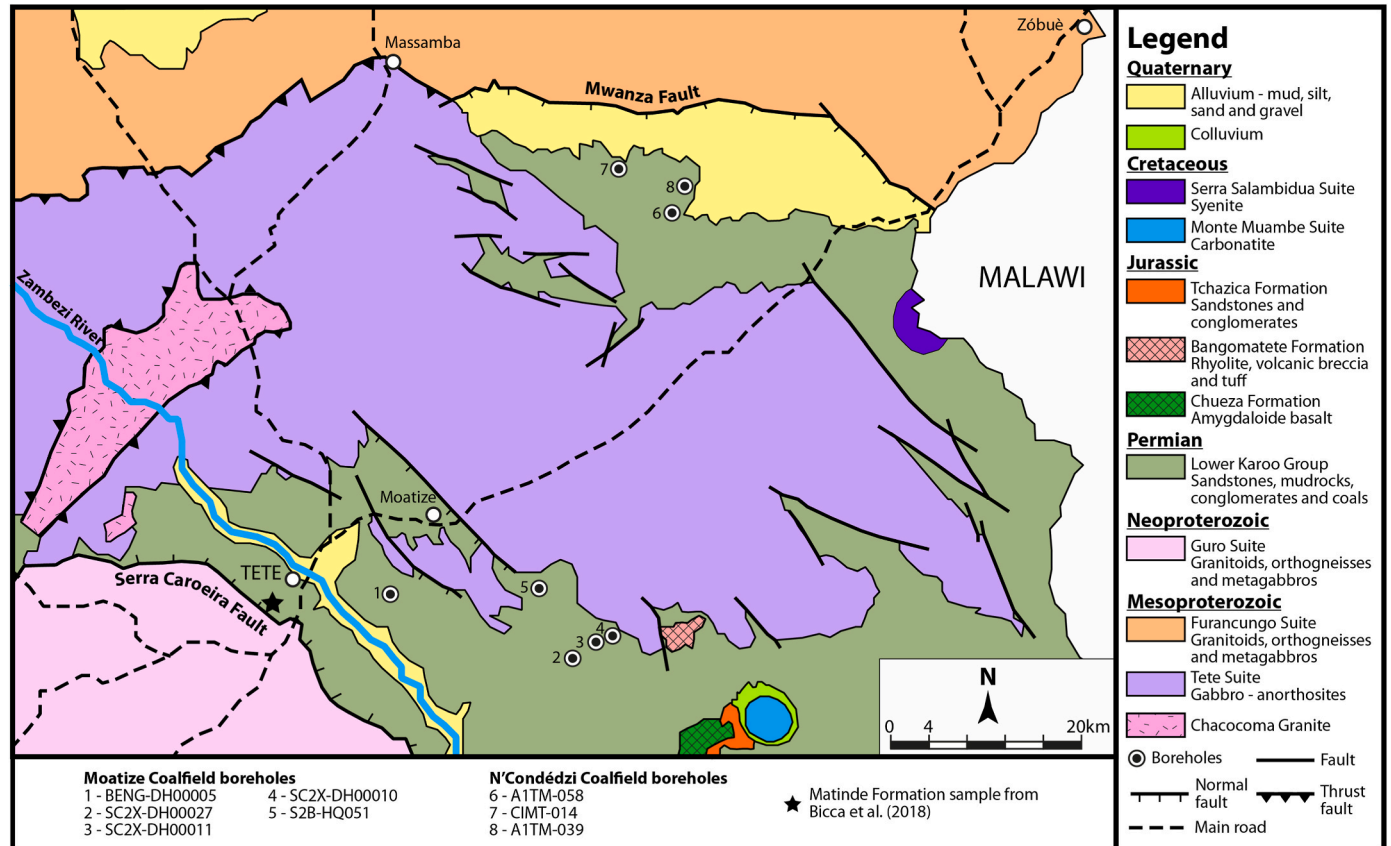 Massamba
Zóbuè
Mwanza Fault
7
8
6
MALAWI
Zambezi River
Moatize
TETE
Serra Caroeira Fault
1
5
4
3
2
N
0 4 20km
Legend
Quaternary
Alluvium - mud, silt,
sand and gravel
Colluvium
Cretaceous
Serra Salambidua Suite
Syenite
Monte Muambe Suite
Carbonatite
Jurassic
Tchazica Formation
Sandstones and
conglomerates
Bangomatete Formation
Rhyolite, volcanic breccia
and tuff
Chueza Formation
Amygdaloide basalt
Permian
Lower Karoo Group
Sandstones, mudrocks,
conglomerates and coals
Neoproterozoic
Guro Suite
Granitoids, orthogneisses
and metagabbros
Mesoproterozoic
Furancungo Suite
Granitoids, orthogneisses
and metagabbros
Tete Suite
Gabbro - anorthosites
Chacocoma Granite
Boreholes
Fault
Normal
fault
Thrust
fault
Main road
Moatize Coalfield boreholes
1 - BENG-DH00005
2 - SC2X-DH00027
3 - SC2X-DH00011
4 - SC2X-DH00010
5 - S2B-HQ051
N'Condédzi Coalfield boreholes
6 - A1TM-058
7 - CIMT-014
8 - A1TM-039
Matinde Formation sample from
Bicca et al. (2018)